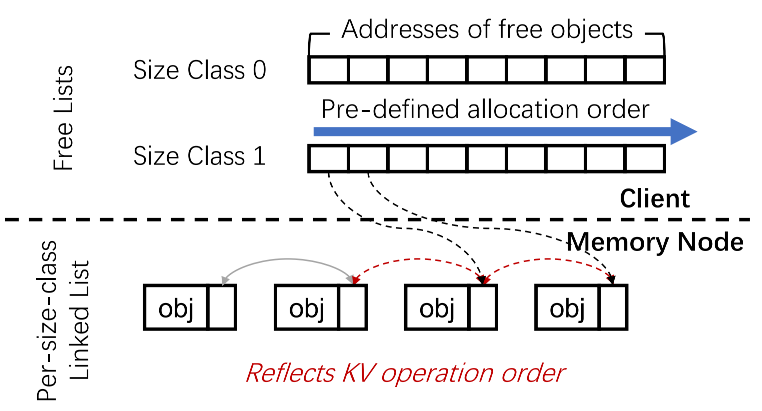 Addresses of free objects
Size Class 0
Free Lists
Pre-defined allocation order
Size Class 1
Client
Memory Node
Per-size-class
Linked List
obj
obj
obj
obj
Reflects KV operation order